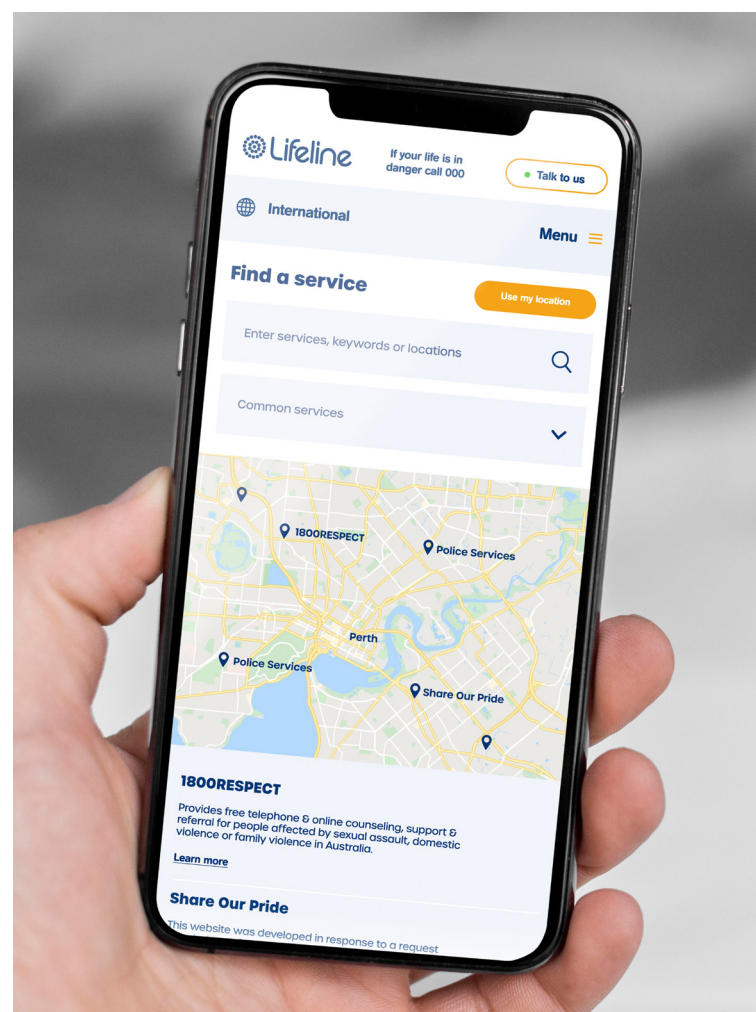 Lifeline
If your life is in
danger call 000
Talk to us
International
Menu
Find a service
Use my location
Enter services, keywords or locations
Common services
1800RESPECT
Police Services
Perth
Police Services
Share Our Pride
1800RESPECT
Provides free telephone & online counseling, support &
referral for people affected by sexual assault, domestic
violence or family violence in Australia.
Learn more
Share Our Pride
This website was developed in response to a request